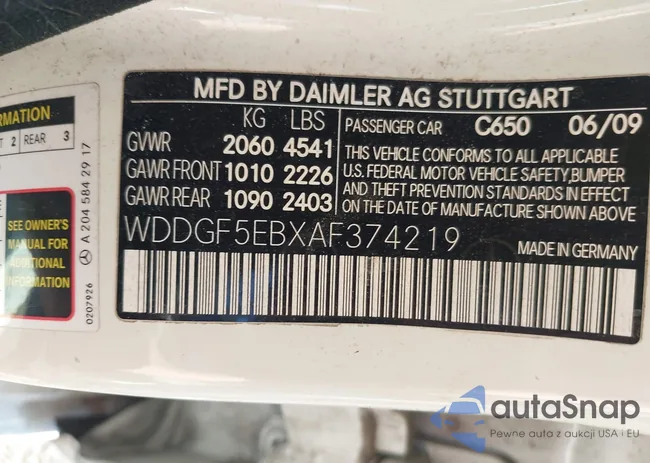 MFD BY DAIMLER AG STUTTGART
KG LBS
GVWR 2060 4541
GAWR FRONT 1010 2226
GAWR REAR 1090 2403
PASSENGER CAR C650 06/09
THIS VEHICLE CONFORMS TO ALL APPLICABLE
U.S. FEDERAL MOTOR VEHICLE SAFETY,BUMPER
AND THEFT PREVENTION STANDARDS IN EFFECT
ON THE DATE OF MANUFACTURE SHOWN ABOVE.
WDDGF5EBXAF374219 MADE IN GERMANY
2 REAR 3
SEE OWNER'S
MANUAL FOR
ADDITIONAL
INFORMATION
A 204 584 29 17
0207926
autaSnap
Pewne auta z aukcji USA i EU